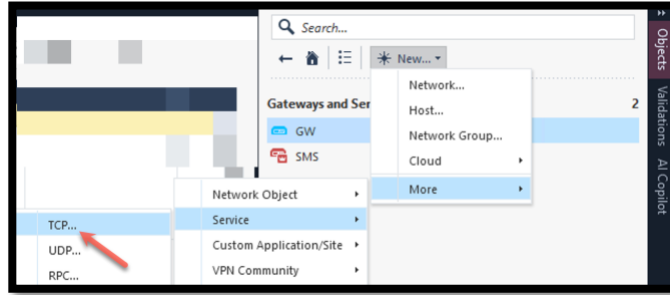 Search...
New...
Network...
Host...
Network Group...
Cloud
More
Gateways and Ser
2
GW
SMS
Network Object
Service
Custom Application/Site
VPN Community
TCP...
UDP...
RPC...
Objects
Validations
AI Copilot